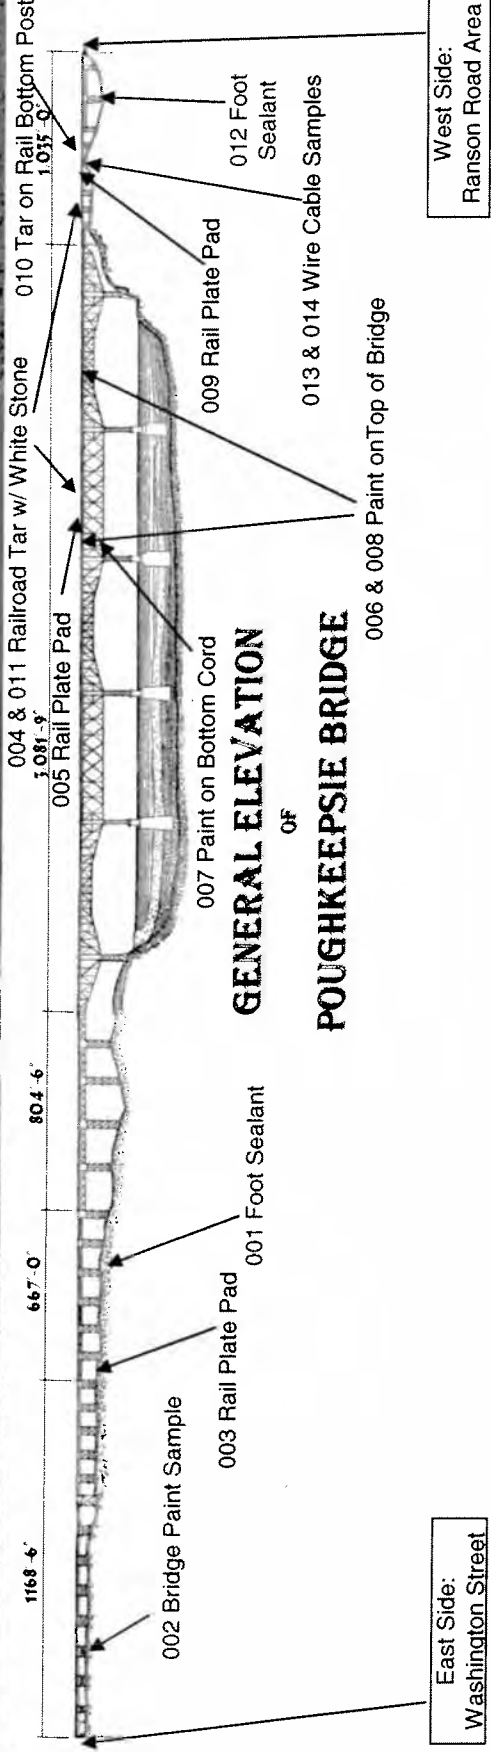 1168'-6"
667'-0"
804'-6"
3,081'-9"
1,035'-0"
002 Bridge Paint Sample
003 Rail Plate Pad
001 Foot Sealant
004 & 011 Railroad Tar w/ White Stone
005 Rail Plate Pad
007 Paint on Bottom Cord
006 & 008 Paint onTop of Bridge
010 Tar on Rail Bottom Post
009 Rail Plate Pad
012 Foot
Sealant
013 & 014 Wire Cable Samples
GENERAL ELEVATION
OF
POUGHKEEPSIE BRIDGE
East Side:
Washington Street
West Side:
Ranson Road Area